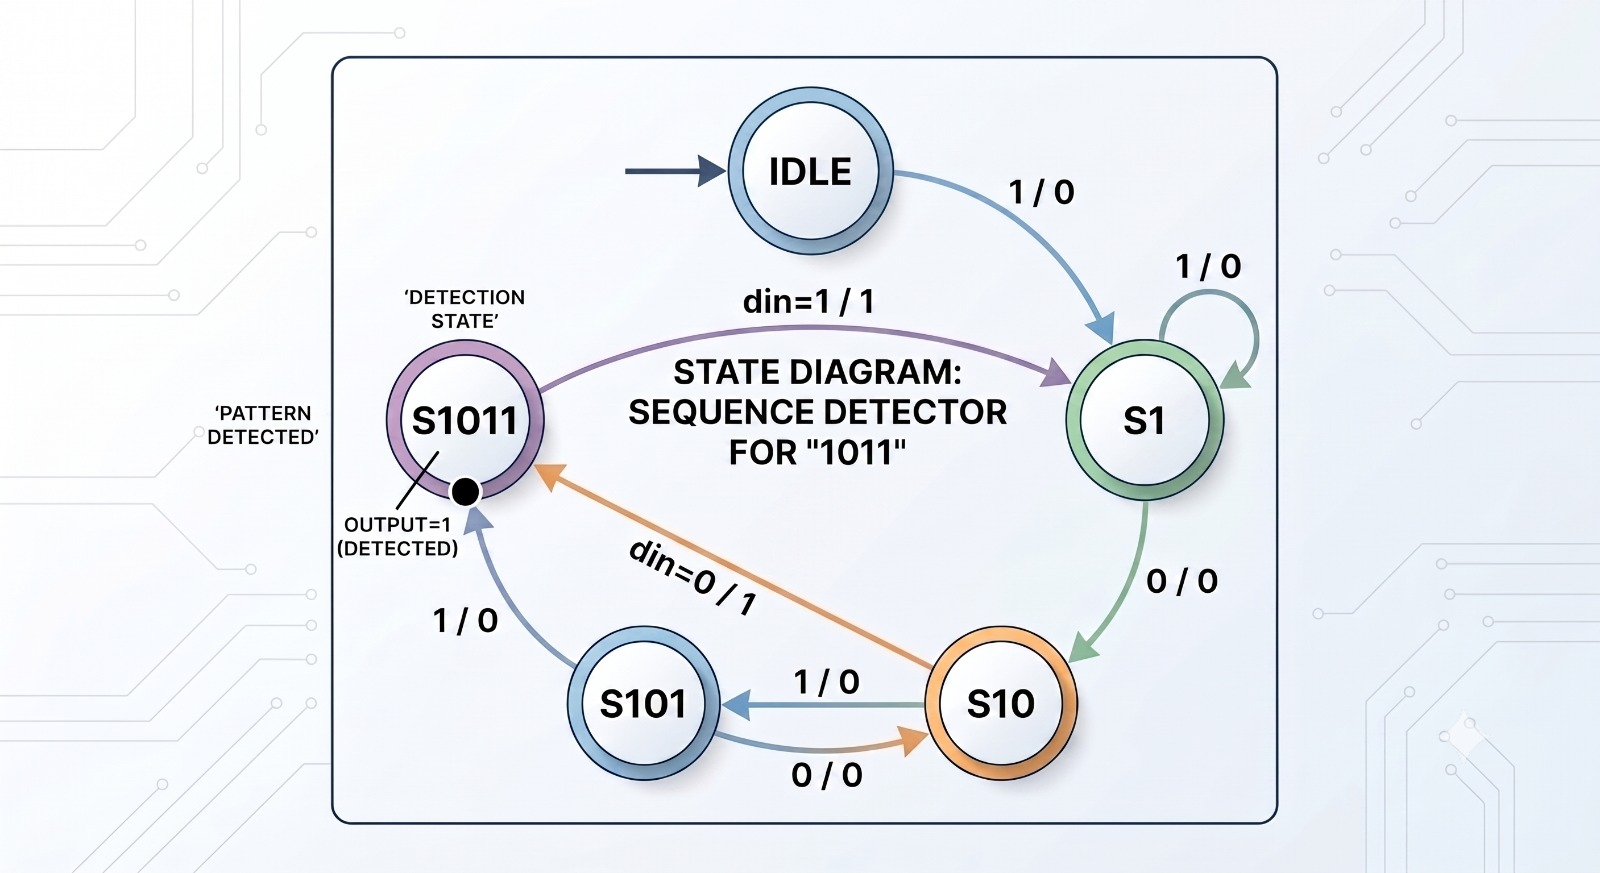 IDLE
1 / 0
1 / 0
din=1 / 1
‘DETECTION
STATE’
STATE DIAGRAM:
SEQUENCE DETECTOR
FOR "1011"
‘PATTERN
DETECTED’
S1011
S1
OUTPUT=1
(DETECTED)
din=0 / 1
0 / 0
1 / 0
1 / 0
S101
S10
0 / 0